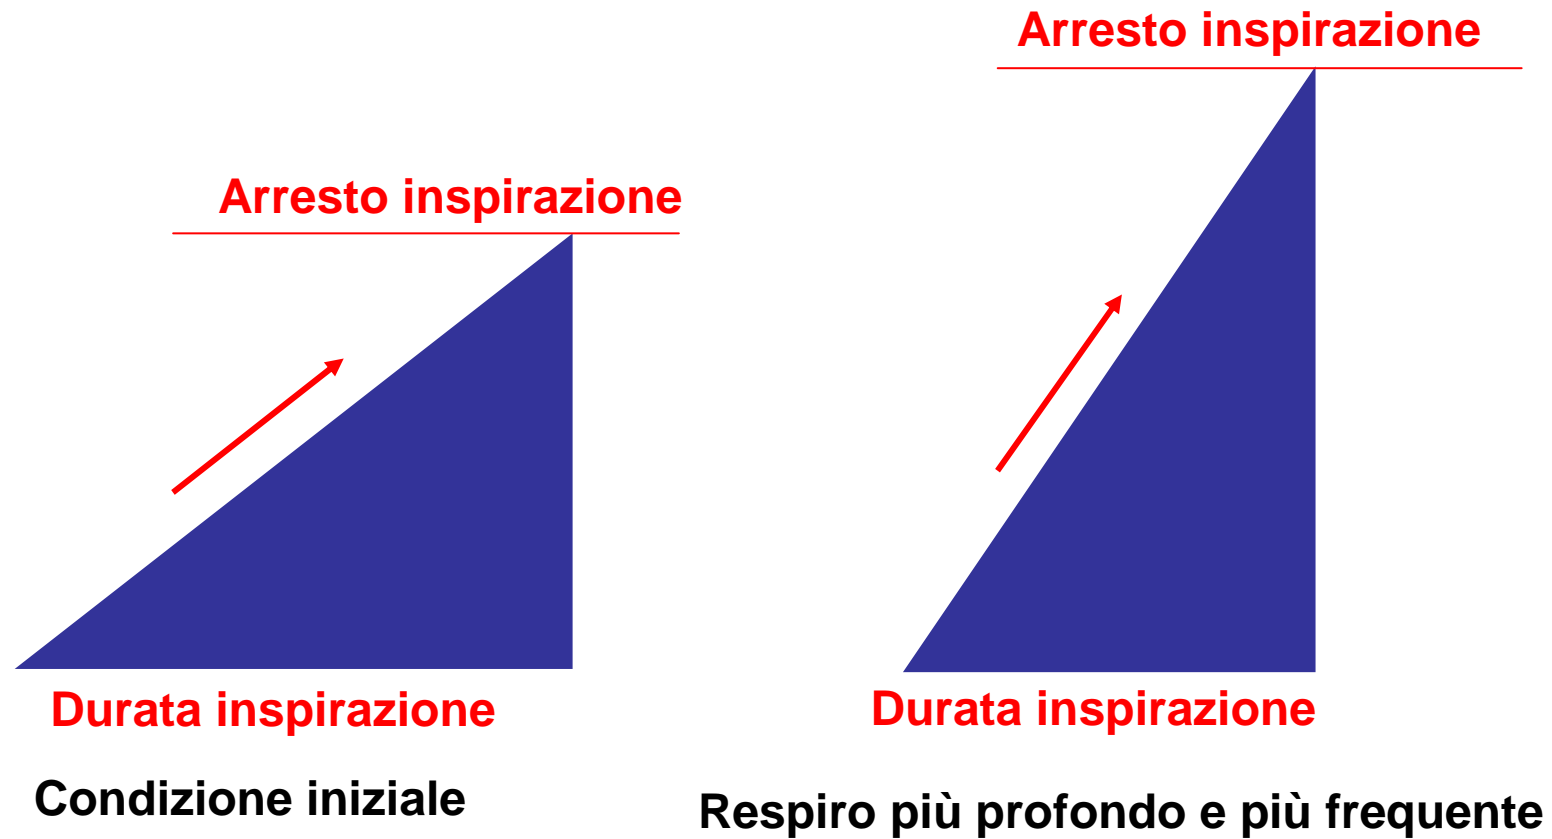 Arresto inspirazione
Arresto inspirazione
Durata inspirazione
Durata inspirazione
Condizione iniziale
Respiro più profondo e più frequente